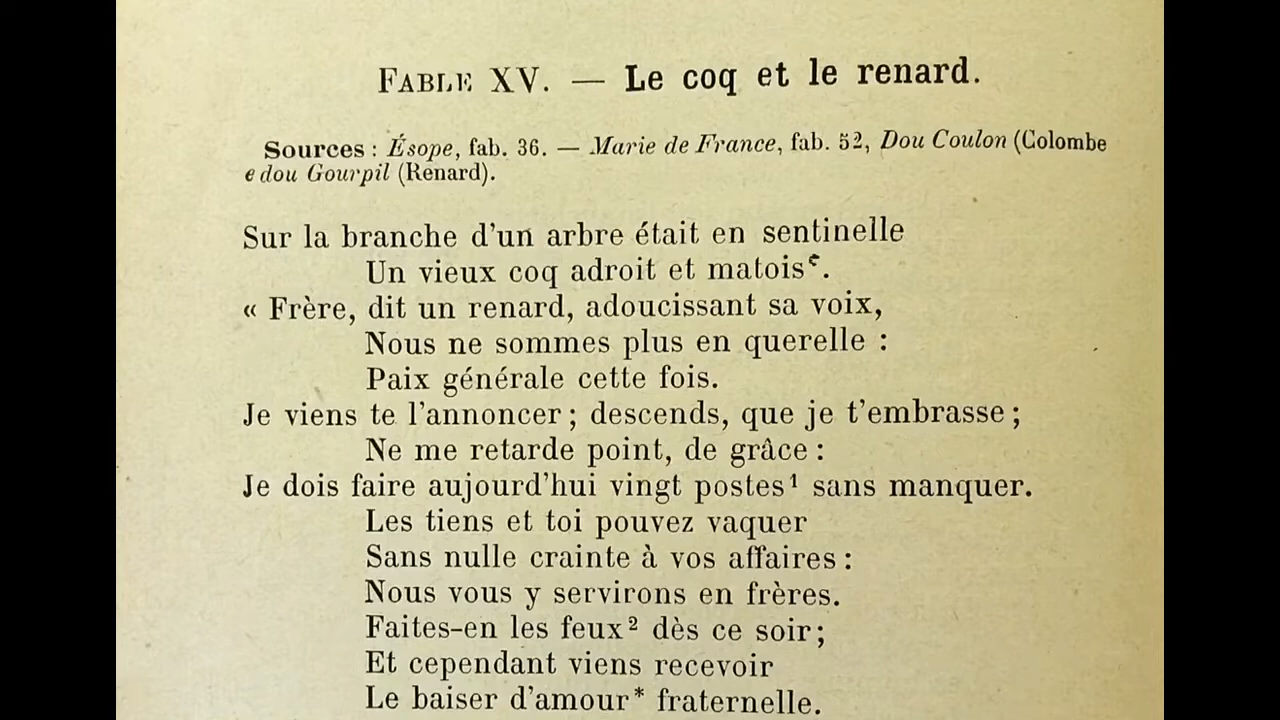 FABLE XV. — Le coq et le renard.
Sources : Ésope, fab. 36. — Marie de France, fab. 52, Dou Coulon (Colombe
e dou Gourpil (Renard).
Sur la branche d'un arbre était en sentinelle
Un vieux coq adroit et matois*.
« Frère, dit un renard, adoucissant sa voix,
Nous ne sommes plus en querelle :
Paix générale cette fois.
Je viens te l'annoncer ; descends, que je t'embrasse ;
Ne me retarde point, de grâce :
Je dois faire aujourd'hui vingt postes¹ sans manquer.
Les tiens et toi pouvez vaquer
Sans nulle crainte à vos affaires :
Nous vous y servirons en frères.
Faites-en les feux² dès ce soir ;
Et cependant viens recevoir
Le baiser d'amour* fraternelle.